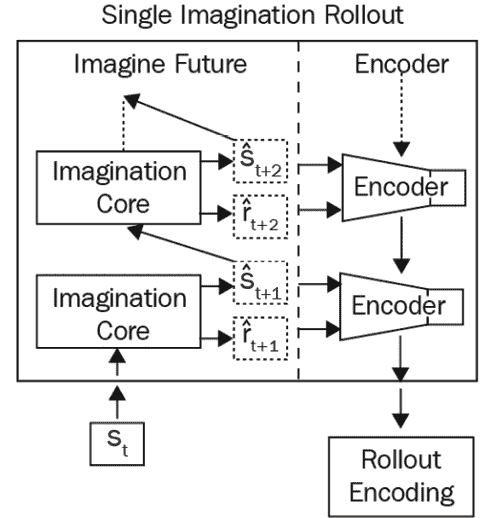 Single Imagination Rollout
Imagine Future
Encoder
Imagination
Core
ŝt+2
r̂t+2
Encoder
Imagination
Core
ŝt+1
r̂t+1
Encoder
st
Rollout
Encoding